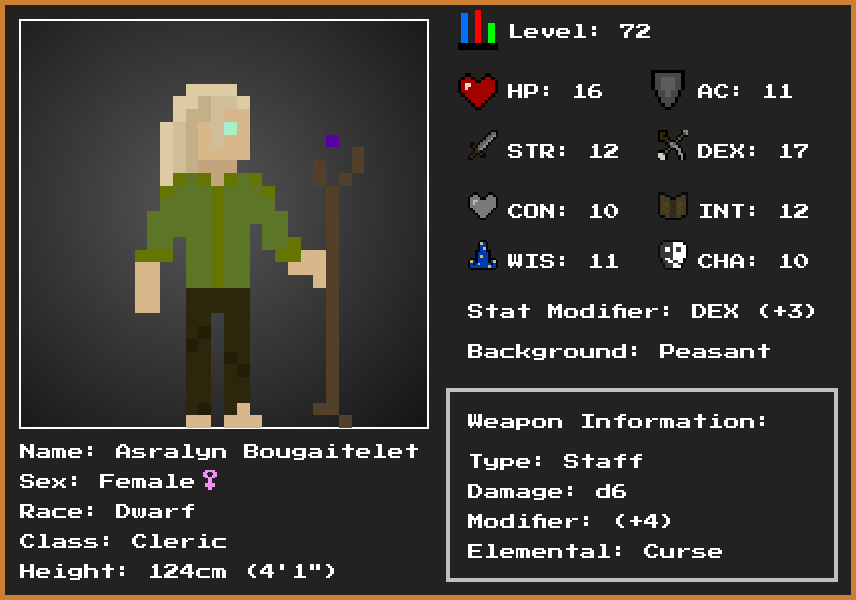 Level: 72
HP: 16 AC: 11
STR: 12 DEX: 17
CON: 10 INT: 12
WIS: 11 CHA: 10
Stat Modifier: DEX (+3)
Background: Peasant
Weapon Information:
Type: Staff
Damage: d6
Modifier: (+4)
Elemental: Curse
Name: Asralyn Bougaitelet
Sex: Female♀
Race: Dwarf
Class: Cleric
Height: 124cm (4'1")